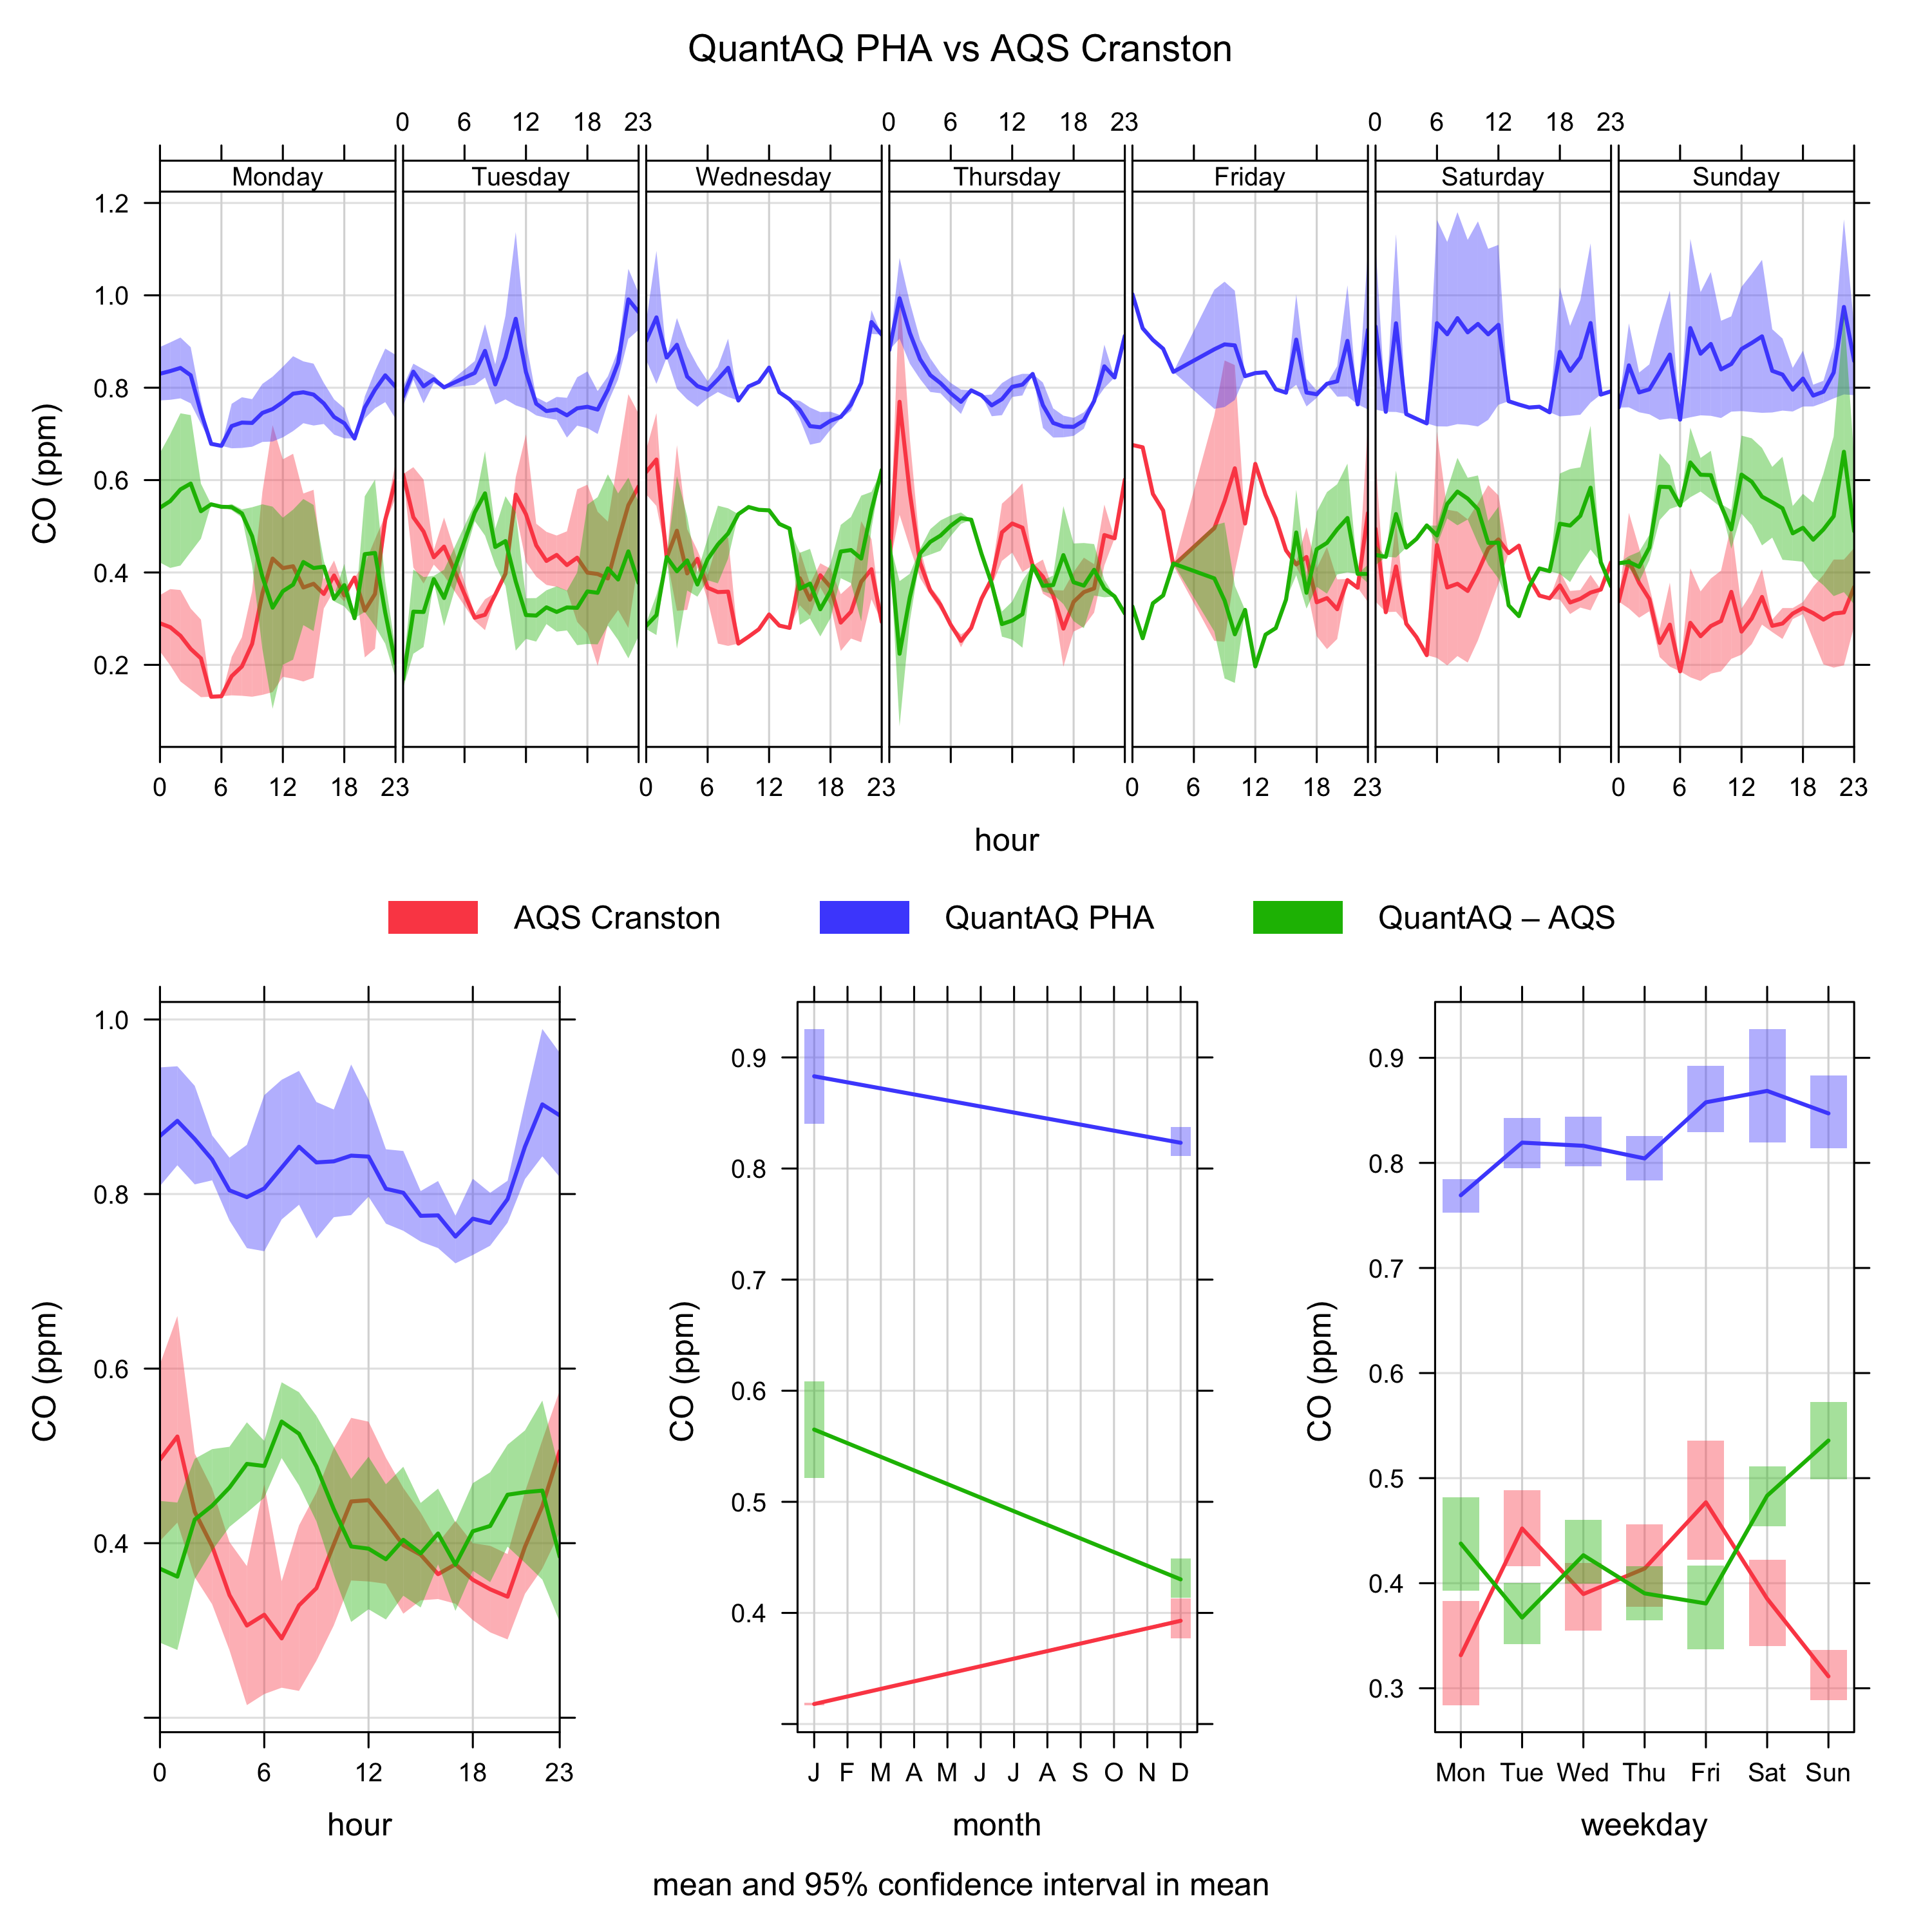 QuantAQ PHA vs AQS Cranston
0 6 12 18 23 0 6 12 18 23 0 6 12 18 23
Monday Tuesday Wednesday Thursday Friday Saturday Sunday
1.2
1.0
0.8
0.6
0.4
0.2
CO (ppm)
0 6 12 18 23 0 6 12 18 23 0 6 12 18 23 0 6 12 18 23
hour
AQS Cranston QuantAQ PHA QuantAQ – AQS
1.0
0.8
0.6
0.4
CO (ppm)
0 6 12 18 23
hour
0.9
0.8
0.7
0.6
0.5
0.4
CO (ppm)
J F M A M J J A S O N D
month
0.9
0.8
0.7
0.6
0.5
0.4
0.3
CO (ppm)
Mon Tue Wed Thu Fri Sat Sun
weekday
mean and 95% confidence interval in mean